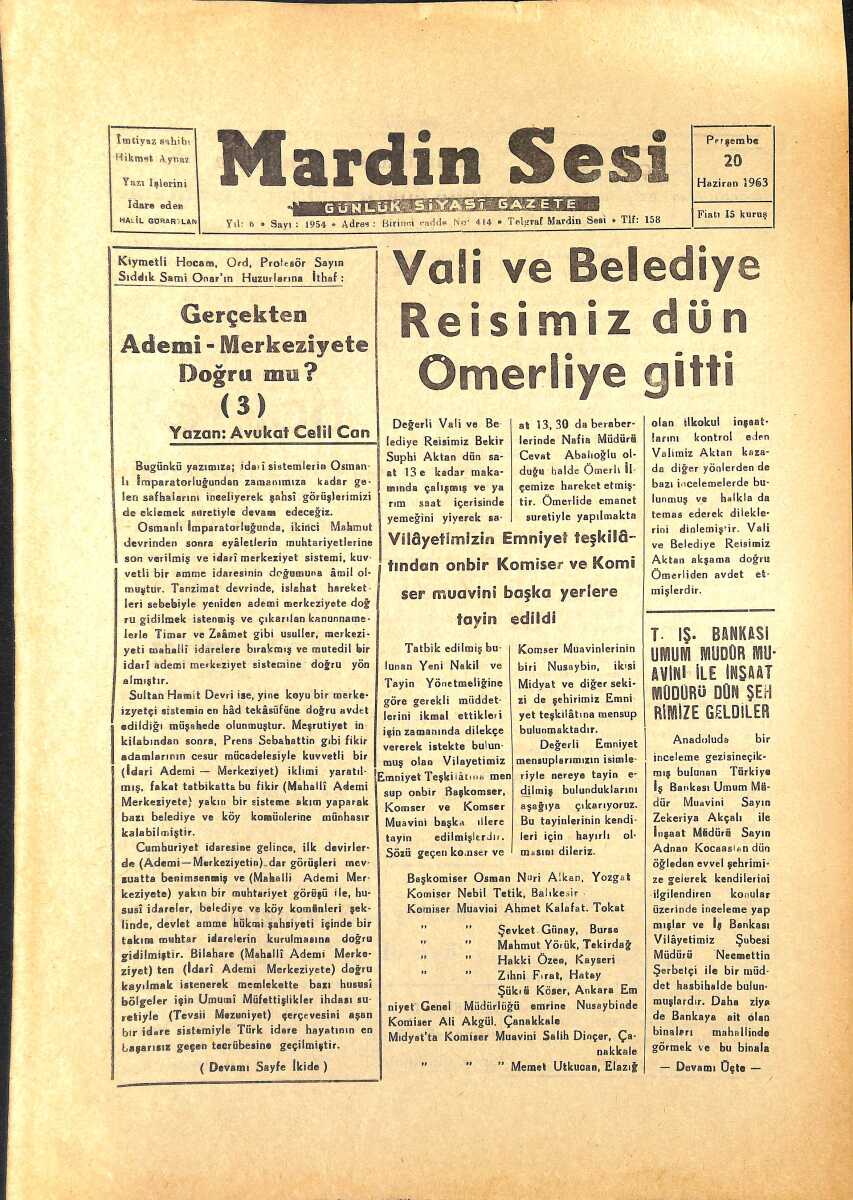 İmtiyaz sahibi
Hikmet Aynaz
Yazı İşlerini
İdare eden
HALİL GÖRARSLAN
Mardin Sesi
GÜNLÜK SİYASÎ GAZETE
Yıl: 6 • Sayı: 1954 • Adres: Birinci cadde No: 414 • Telgraf Mardin Sesi • Tlf: 158
Perşembe
20
Haziran 1963
Fiatı 15 kuruş
Kıymetli Hocam, Ord, Profesör Sayın
Sıddık Sami Onar'ın Huzurlarına İthaf:
Gerçekten
Ademi - Merkeziyete
Doğru mu?
(3)
Yazan: Avukat Celil Can
Bugünkü yazımıza; idarî sistemlerin Osman-
lı İmparatorluğundan zamanımıza kadar ge-
len safhalarını inceliyerek şahsî görüşlerimizi
de eklemek suretiyle devam edeceğiz.
Osmanlı İmparatorluğunda, ikinci Mahmut
devrinden sonra eyâletlerin muhtariyetlerine
son verilmiş ve idarî merkeziyet sistemi, kuv-
vetli bir amme idaresinin doğumuna âmil ol-
muştur. Tanzimat devrinde, islahat hareket-
leri sebebiyle yeniden ademi merkeziyete doğ
ru gidilmek istenmiş ve çıkarılan kanunname-
lerle Timar ve Zaâmet gibi usuller, merkezi-
yeti mahallî idarelere bırakmış ve mutedil bir
idarî ademi merkeziyet sistemine doğru yön
almıştır.
Sultan Hamit Devri ise, yine koyu bir merke-
izyetçi sistemin en hâd tekâsüfüne doğru avdet
edildiği müşahede olunmuştur. Meşrutiyet in
kilabından sonra, Prens Sebahattin gibi fikir
adamlarının cesur mücadelesiyle kuvvetli bir
(İdari Ademi — Merkeziyet) iklimi yaratıl-
mış, fakat tatbikatta bu fikir (Mahallî Ademi
Merkeziyete) yakın bir sisteme akım yaparak
bazı belediye ve köy komünlerine münhasır
kalabilmiştir.
Cumhuriyet idaresine gelince, ilk devirler-
de (Ademi—Merkeziyetin) dar görüşleri mev-
suatta benimsenmiş ve (Mahalli Ademi Mer-
keziyete) yakın bir muhtariyet görüşü ile, hu-
susî idareler, belediye ve köy komünleri şek-
linde, devlet amme hükmi şahsiyeti içinde bir
takım muhtar idarelerin kurulmasına doğru
gidilmiştir. Bilahare (Mahallî Ademi Merke-
ziyet) ten (İdarî Ademi Merkeziyete) doğru
kayılmak istenerek memlekette bazı hususî
bölgeler için Umumî Müfettişlikler ihdası su-
retiyle (Tevsii Mezuniyet) çerçevesini aşan
bir idare sistemiyle Türk idare hayatının en
başarısız geçen tecrübesine geçilmiştir.
( Devamı Sayfe İkide )
Vali ve Belediye
Reisimiz dün
Ömerliye gitti
Değerli Vali ve Be-
lediye Reisimiz Bekir
Suphi Aktan dün sa-
at 13 e kadar maka-
mında çalışmış ve ya
rım saat içerisinde
yemeğini yiyerek sa-
at 13,30 da beraber-
lerinde Nafia Müdürü
Cevat Abalıoğlu ol-
duğu halde Ömerli İl
çemize hareket etmiş-
tir. Ömerlide emanet
suretiyle yapılmakta
olan ilkokul inşaat-
larını kontrol eden
Valimiz Aktan kaza-
da diğer yönlerden de
bazı incelemelerde bu-
lunmuş ve halkla da
temas ederek dilekle-
rini dinlemiştir. Vali
ve Belediye Reisimiz
Aktan akşama doğru
Ömerliden avdet et-
mişlerdir.
Vilâyetimizin Emniyet teşkilâ-
tından onbir Komiser ve Komi
ser muavini başka yerlere
tayin edildi
Tatbik edilmiş bu-
lunan Yeni Nakil ve
Tayin Yönetmeliğine
göre gerekli müddet-
lerini ikmal ettikleri
için zamanında dilekçe
vererek istekte bulun-
muş olan Vilayetimiz
Emniyet Teşkilâtına men
sup onbir Başkomser,
Komser ve Komser
Muavini başka illere
tayin edilmişlerdir.
Sözü geçen komser ve
Komser Muavinlerinin
biri Nusaybin, ikisi
Midyat ve diğer seki-
zi de şehirimiz Emni
yet teşkilâtına mensup
bulunmaktadır.
Değerli Emniyet
mensuplarımızın isimle-
riyle nereye tayin e-
dilmiş bulunduklarını
aşağıya çıkarıyoruz.
Bu tayinlerinin kendi-
leri için hayırlı ol-
masını dileriz.
Başkomiser Osman Nuri Alkan, Yozgat
Komiser Nebil Tetik, Balıkesir
Komiser Muavini Ahmet Kalafat. Tokat
" " Şevket Günay, Bursa
" " Mahmut Yörük, Tekirdağ
" " Hakkı Özen, Kayseri
" " Zihni Fırat, Hatay
Şükrü Köser, Ankara Em
niyet Genel Müdürlüğü emrine Nusaybinde
Komiser Ali Akgül, Çanakkale
Midyat'ta Komiser Muavini Salih Dinçer, Ça-
nakkale
" " " Memet Utkucan, Elazığ
T. İŞ. BANKASI
UMUM MÜDÜR MU-
AVİNİ İLE İNŞAAT
MÜDÜRÜ DÜN ŞEH
RİMİZE GELDİLER
Anadoluda bir
inceleme gezisineçık-
mış bulunan Türkiye
İş Bankası Umum Mü-
dür Muavini Sayın
Zekeriya Akçalı ile
İnşaat Müdürü Sayın
Adnan Kocaaslan dün
öğleden evvel şehrimi-
ze gelerek kendilerini
ilgilendiren konular
üzerinde inceleme yap
mışlar ve İş Bankası
Vilâyetimiz Şubesi
Müdürü Necmettin
Şerbetçi ile bir müd-
det hasbihalde bulun-
muşlardır. Daha ziya
de Bankaya ait olan
binaları mahallinde
görmek ve bu binala
— Devamı Üçte —